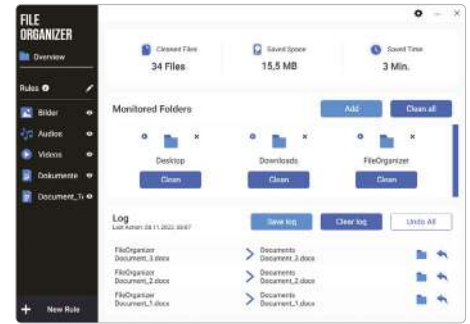 FILE
ORGANIZER
Overview
Rules
Bilder
Audios
Videos
Dokumente
Document_Te
New Rule
Cleaned Files
34 Files
Saved Space
15,5 MB
Saved Time
3 Min.
Monitored Folders
Add
Clean all
Desktop
Clean
Downloads
Clean
FileOrganizer
Clean
Log
Save log
Clear log
Undo All
FileOrganizer
Document_3.docx
Documents
Document_3.docx
FileOrganizer
Document_2.docx
Documents
Document_2.docx
FileOrganizer
Document_1.docx
Documents
Document_1.docx